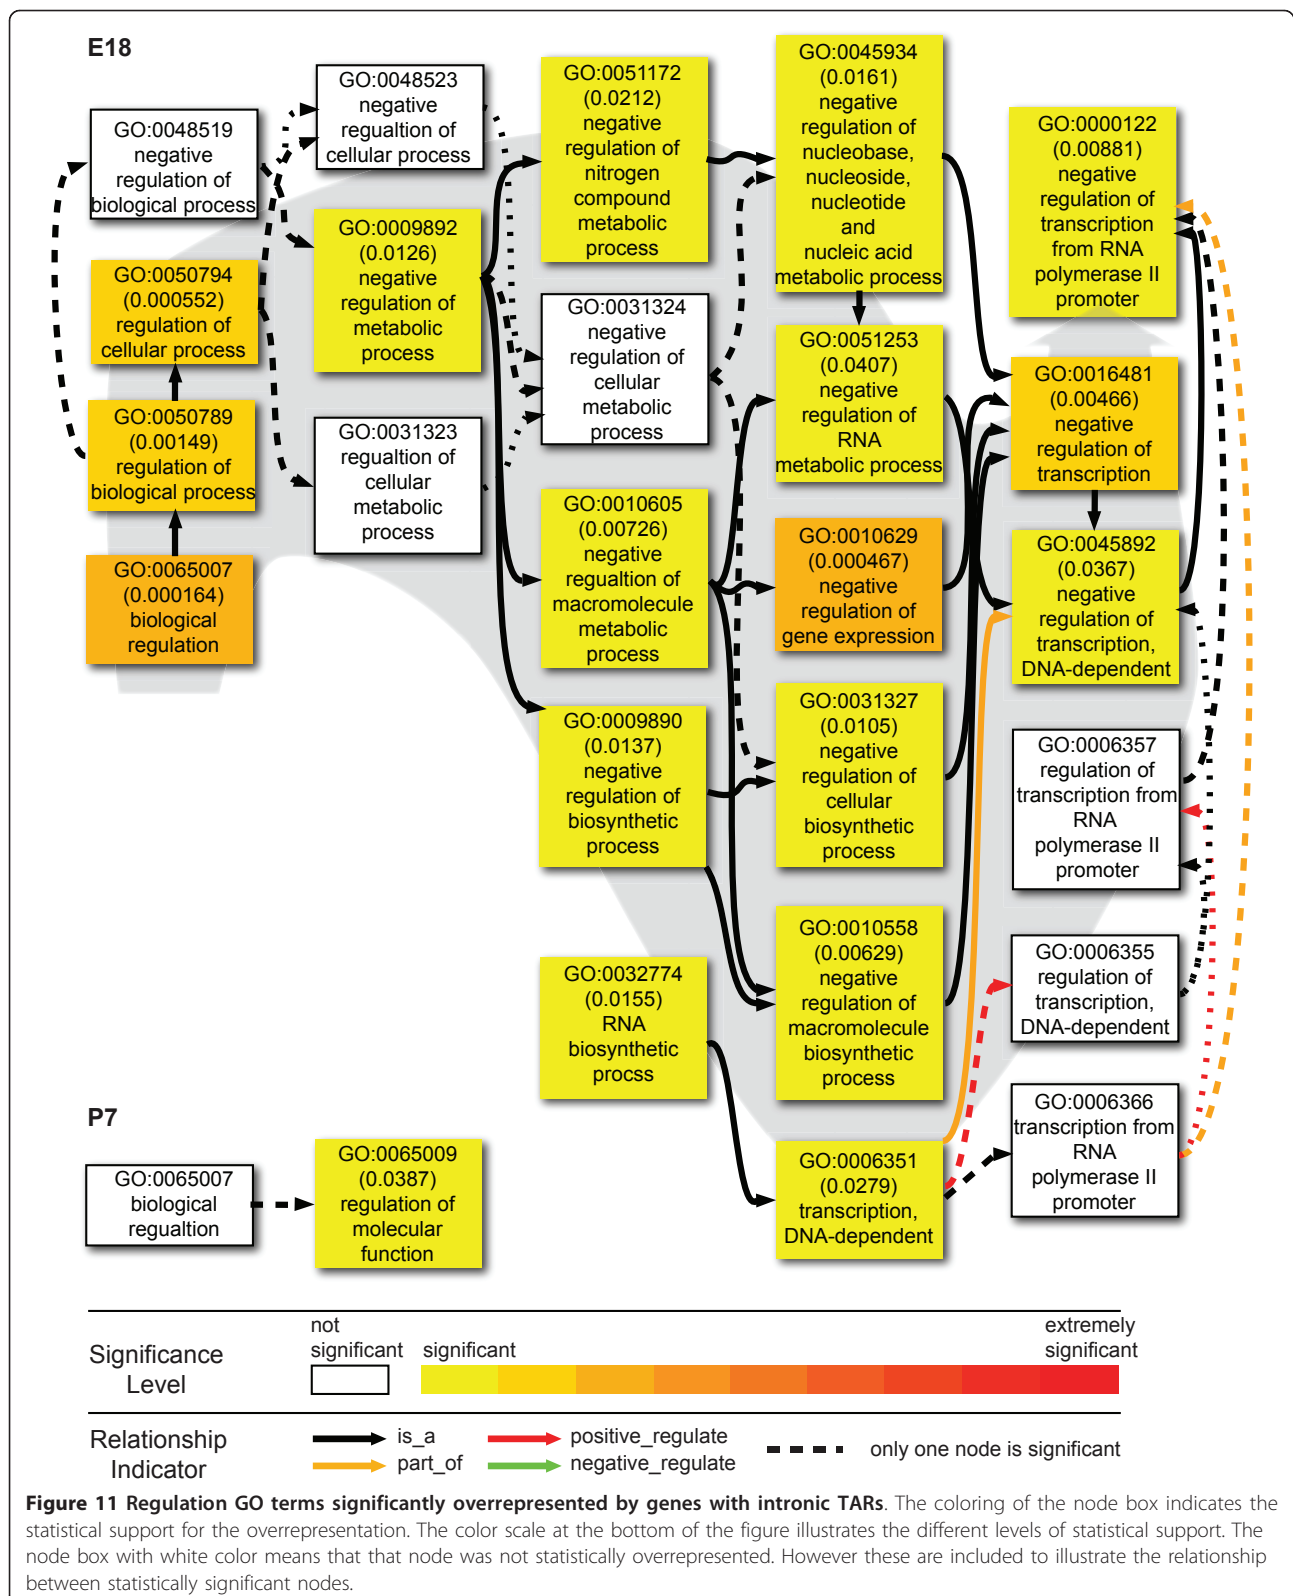 E18
GO:0048519
negative
regulation of
biological process
GO:0050794
(0.000552)
regulation of
cellular process
GO:0050789
(0.00149)
regulation of
biological process
GO:0065007
(0.000164)
biological
regulation
GO:0048523
negative
regualtion of
cellular process
GO:0009892
(0.0126)
negative
regulation of
metabolic
process
GO:0031323
regualtion of
cellular
metabolic
process
GO:0051172
(0.0212)
negative
regulation of
nitrogen
compound
metabolic
process
GO:0031324
negative
regulation of
cellular
metabolic
process
GO:0010605
(0.00726)
negative
regualtion of
macromolecule
metabolic
process
GO:0009890
(0.0137)
negative
regulation of
biosynthetic
process
GO:0032774
(0.0155)
RNA
biosynthetic
procss
GO:0045934
(0.0161)
negative
regulation of
nucleobase,
nucleoside,
nucleotide
and
nucleic acid
metabolic process
GO:0051253
(0.0407)
negative
regulation of
RNA
metabolic process
GO:0010629
(0.000467)
negative
regulation of
gene expression
GO:0031327
(0.0105)
negative
regulation of
cellular
biosynthetic
process
GO:0010558
(0.00629)
negative
regulation of
macromolecule
biosynthetic
process
GO:0006351
(0.0279)
transcription,
DNA-dependent
GO:0000122
(0.00881)
negative
regulation of
transcription
from RNA
polymerase II
promoter
GO:0016481
(0.00466)
negative
regulation of
transcription
GO:0045892
(0.0367)
negative
regulation of
transcription,
DNA-dependent
GO:0006357
regulation of
transcription from
RNA
polymerase II
promoter
GO:0006355
regulation of
transcription,
DNA-dependent
GO:0006366
transcription from
RNA
polymerase II
promoter
P7
GO:0065007
biological
regualtion
GO:0065009
(0.0387)
regulation of
molecular
function
Significance
Level
not
significant
significant
extremely
significant
Relationship
Indicator
is_a
part_of
positive_regulate
negative_regulate
only one node is significant
Figure 11 Regulation GO terms significantly overrepresented by genes with intronic TARs. The coloring of the node box indicates the
statistical support for the overrepresentation. The color scale at the bottom of the figure illustrates the different levels of statistical support. The
node box with white color means that that node was not statistically overrepresented. However these are included to illustrate the relationship
between statistically significant nodes.